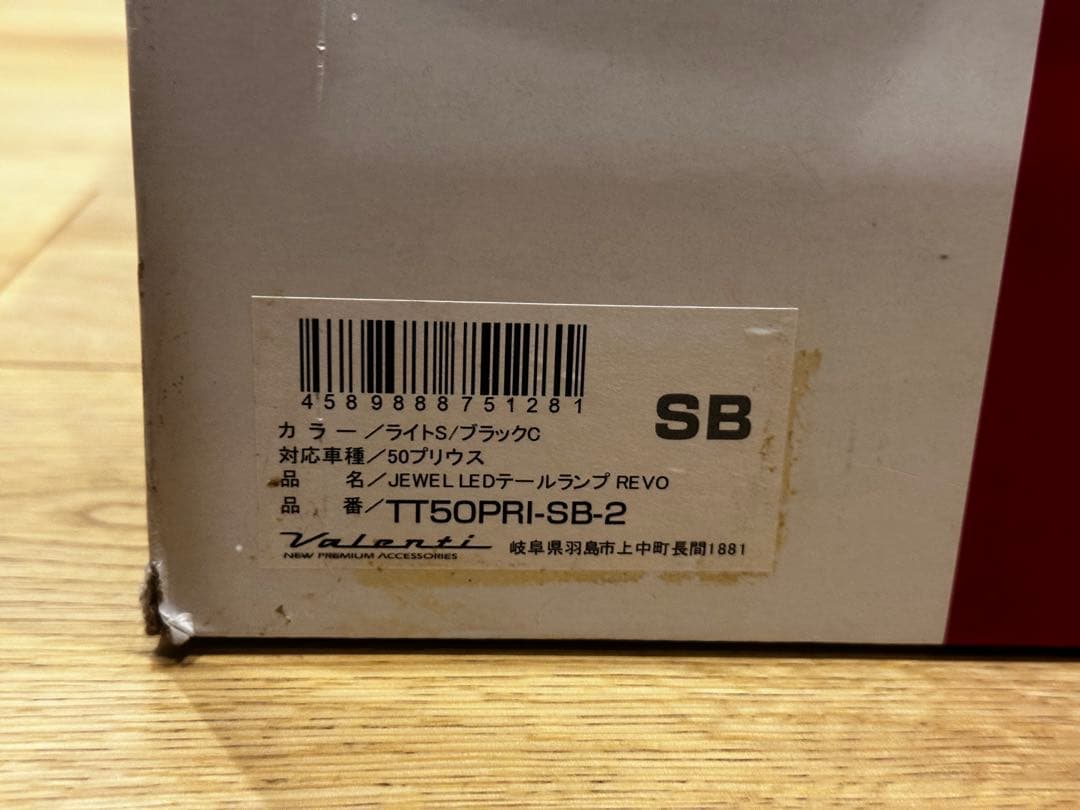 4589888751281
SB
カラー/ライトS/ブラックC
対応車種/50プリウス
品 名/JEWEL LEDテールランプ REVO
品 番/TT50PRI-SB-2
Valenti
NEW PREMIUM ACCESSORIES
岐阜県羽島市上中町長間1881